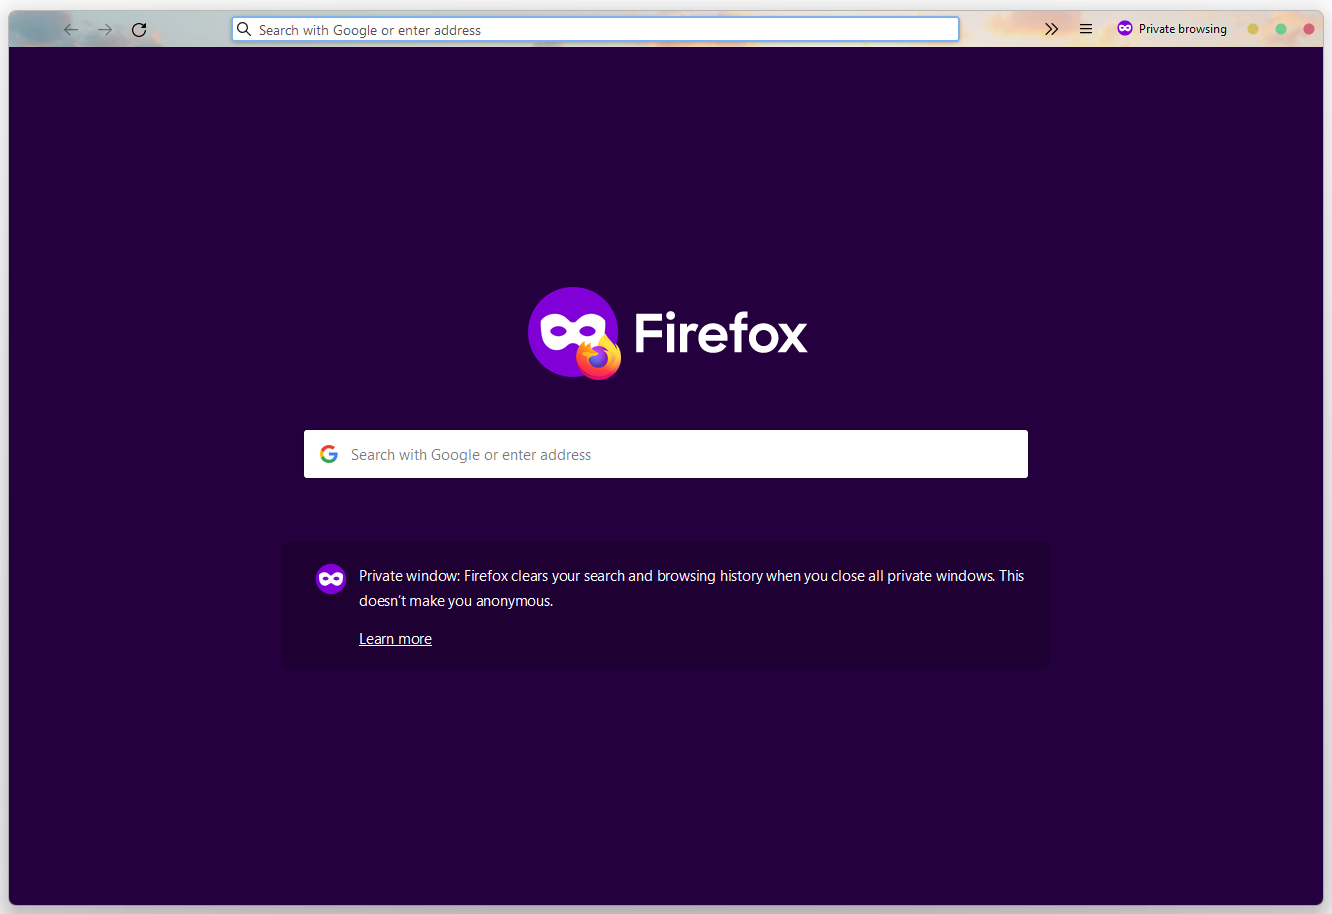 Search with Google or enter address
Private browsing
Firefox
Search with Google or enter address
Private window: Firefox clears your search and browsing history when you close all private windows. This
doesn’t make you anonymous.
Learn more